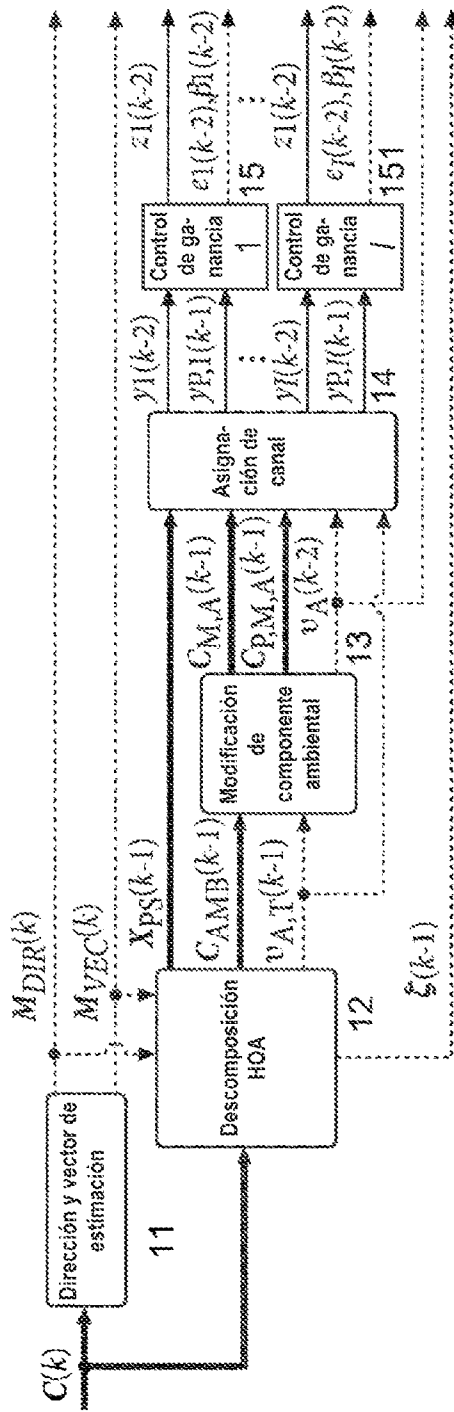 C(k)
Dirección y vector de
estimación
11
M_DIR(k)
M_VEC(k)
Descomposición
HOA
12
X_PS(k-1)
C_AMB(k-1)
v_A,T(k-1)
ζ(k-1)
Modificación
de
componente
ambiental
13
C_M,A(k-1)
C_P,M,A(k-1)
v_A(k-2)
Asigna-
ción de
canal
14
y1(k-2)
yP,1(k-1)
⋮
yI(k-2)
yP,I(k-1)
Control
de ga-
nancia
1
15
Control
de ga-
nancia
I
151
z1(k-2)
e1(k-2),β1(k-2)
⋮
z1(k-2)
eI(k-2),βI(k-2)